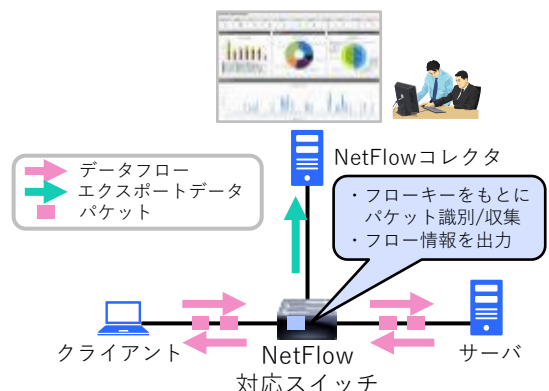 NetFlowコレクタ
データフロー
エクスポートデータ
パケット
・フローキーをもとに
パケット識別/収集
・フロー情報を出力
クライアント
NetFlow
対応スイッチ
サーバ